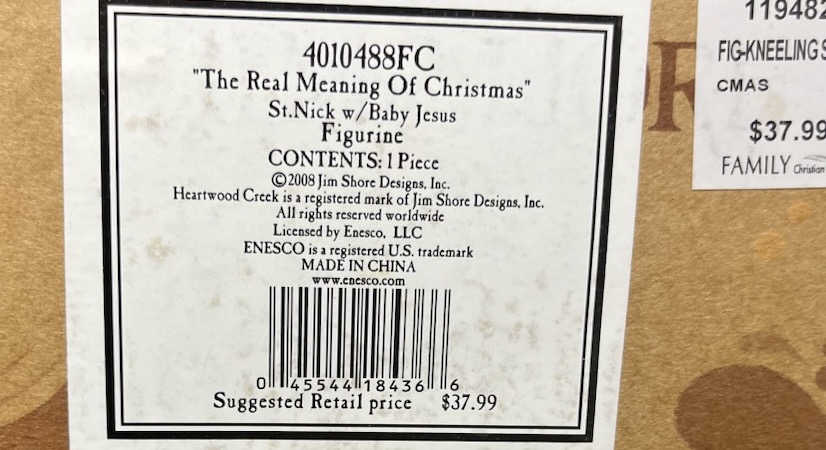 4010488FC
"The Real Meaning Of Christmas"
St.Nick w/Baby Jesus
Figurine
CONTENTS: 1 Piece
©2008 Jim Shore Designs, Inc.
Heartwood Creek is a registered mark of Jim Shore Designs, Inc.
All rights reserved worldwide
Licensed by Enesco, LLC
ENESCO is a registered U.S. trademark
MADE IN CHINA
www.enesco.com
0 45544 18436 6
Suggested Retail price $37.99
119482
FIG-KNEELING S
CMAS
$37.99
FAMILY Christian